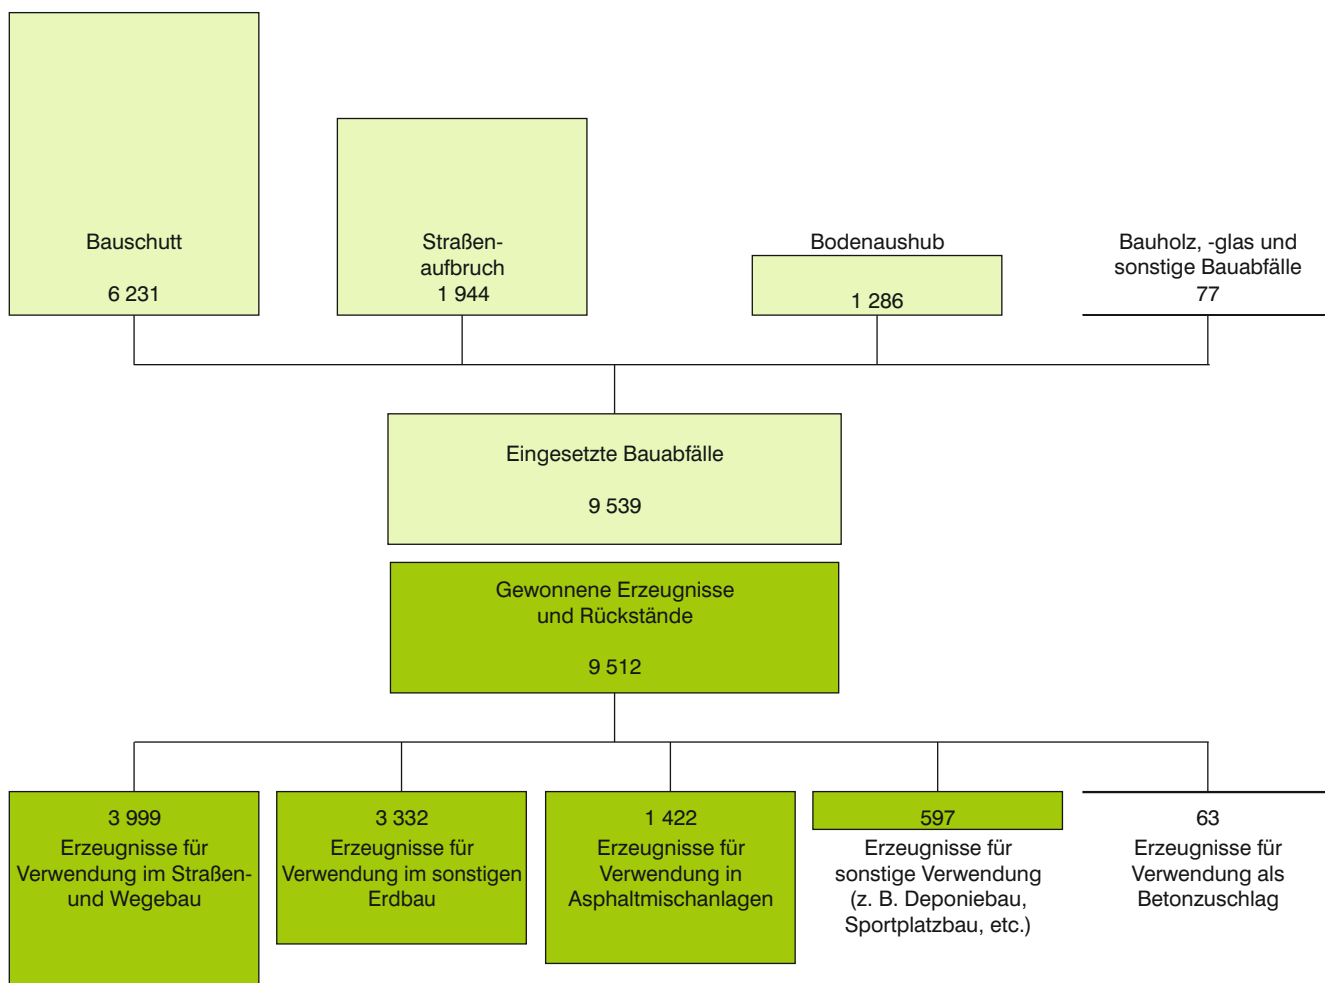 Bauschutt
6 231
Straßen-
aufbruch
1 944
Bodenaushub
1 286
Bauholz, -glas und
sonstige Bauabfälle
77
Eingesetzte Bauabfälle
9 539
Gewonnene Erzeugnisse
und Rückstände
9 512
3 999
Erzeugnisse für
Verwendung im Straßen-
und Wegebau
3 332
Erzeugnisse für
Verwendung im sonstigen
Erdbau
1 422
Erzeugnisse für
Verwendung in
Asphaltmischanlagen
597
Erzeugnisse für
sonstige Verwendung
(z. B. Deponiebau,
Sportplatzbau, etc.)
63
Erzeugnisse für
Verwendung als
Betonzuschlag